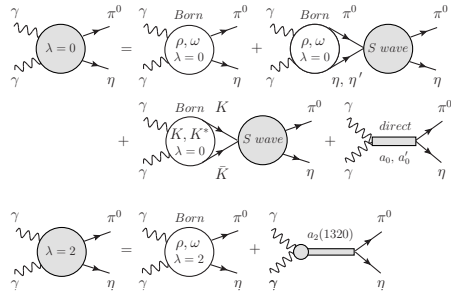 γ π⁰ γ Born π⁰ γ Born π⁰ π⁰
λ = 0 = ρ, ω λ = 0 + ρ, ω λ = 0 S wave
γ η γ η γ η, η′ η
γ Born K π⁰ γ direct π⁰
+ K, K* λ = 0 S wave +
γ K̄ η γ a₀, a₀′ η
γ π⁰ γ Born π⁰ γ a₂(1320) π⁰
λ = 2 = ρ, ω λ = 2 +
γ η γ η γ η